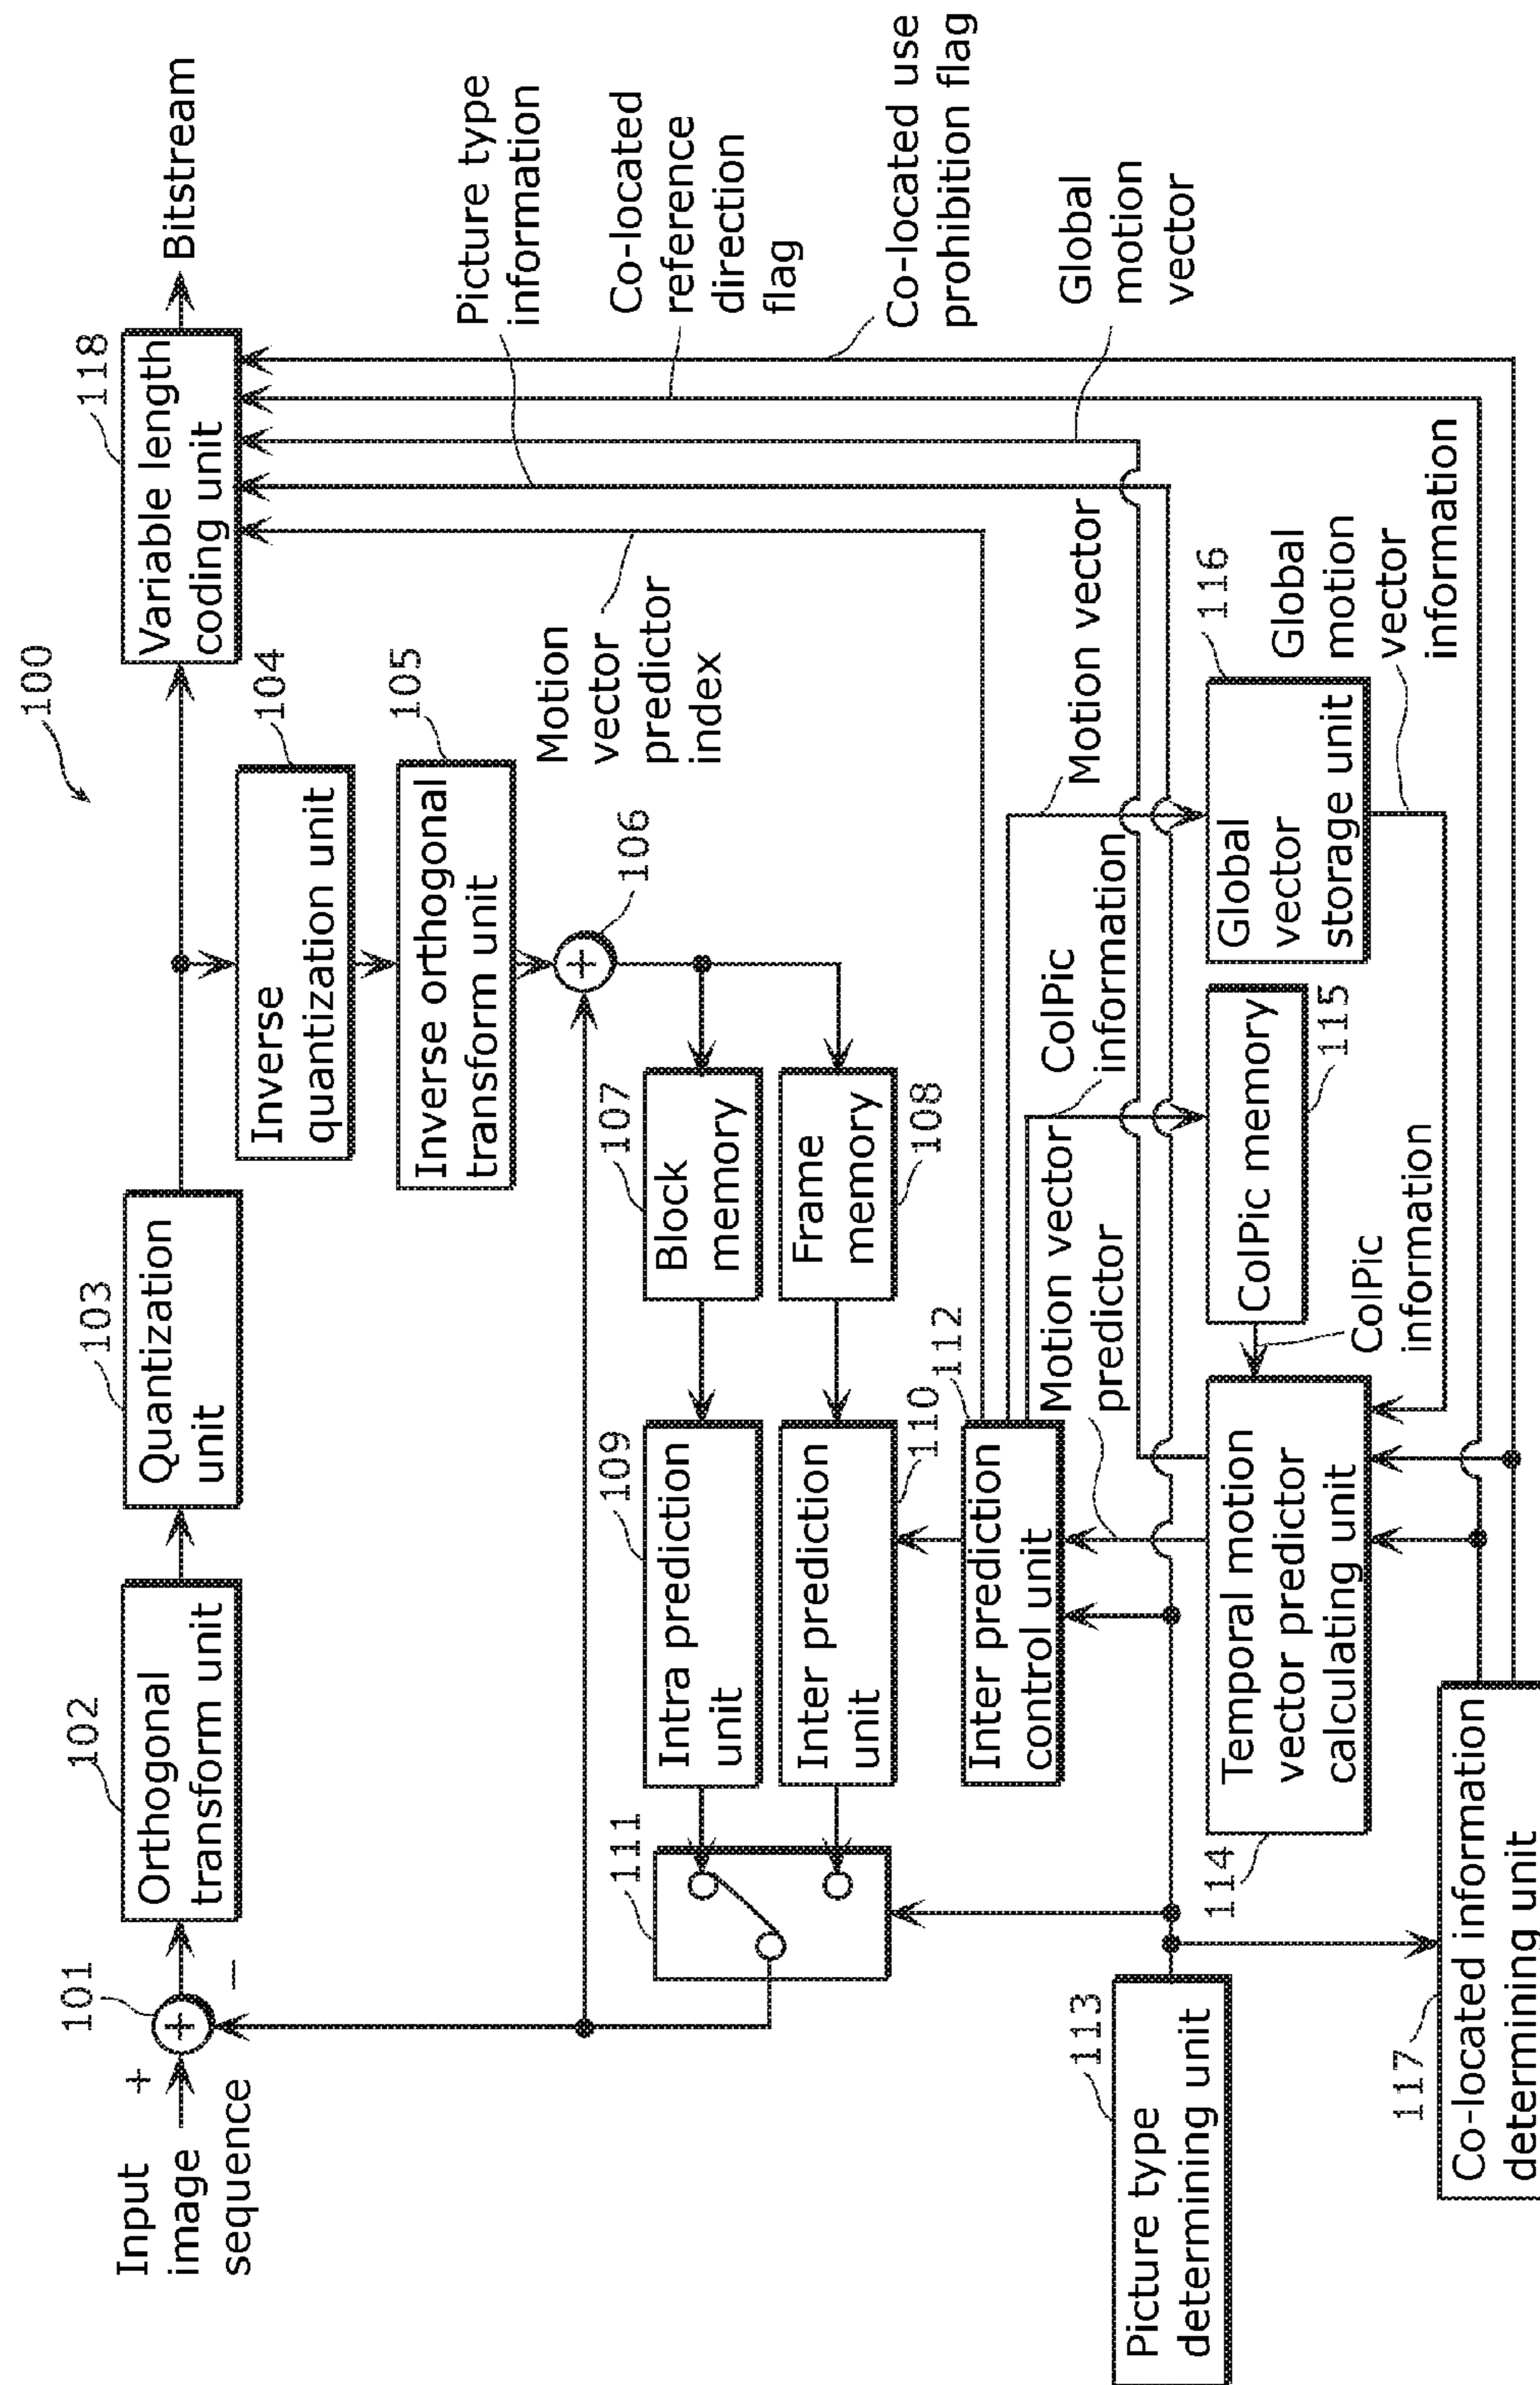 100
Input
image
sequence
+
101
−
+
102
Orthogonal
transform unit
103
Quantization
unit
118
Variable length
coding unit
Bitstream
104
Inverse
quantization unit
105
Inverse orthogonal
transform unit
106
+
Motion
vector
predictor
index
Picture type
information
Co-located
reference
direction
flag
Co-located use
prohibition flag
Global
motion
vector
107
Block
memory
108
Frame
memory
109
Intra prediction
unit
110
Inter prediction
unit
111
112
Inter prediction
control unit
Motion vector
predictor
ColPic
information
Motion vector
113
Picture type
determining unit
114
Temporal motion
vector predictor
calculating unit
ColPic memory
115
ColPic
information
116
Global
vector
storage unit
Global
motion
vector
information
117
Co-located information
determining unit